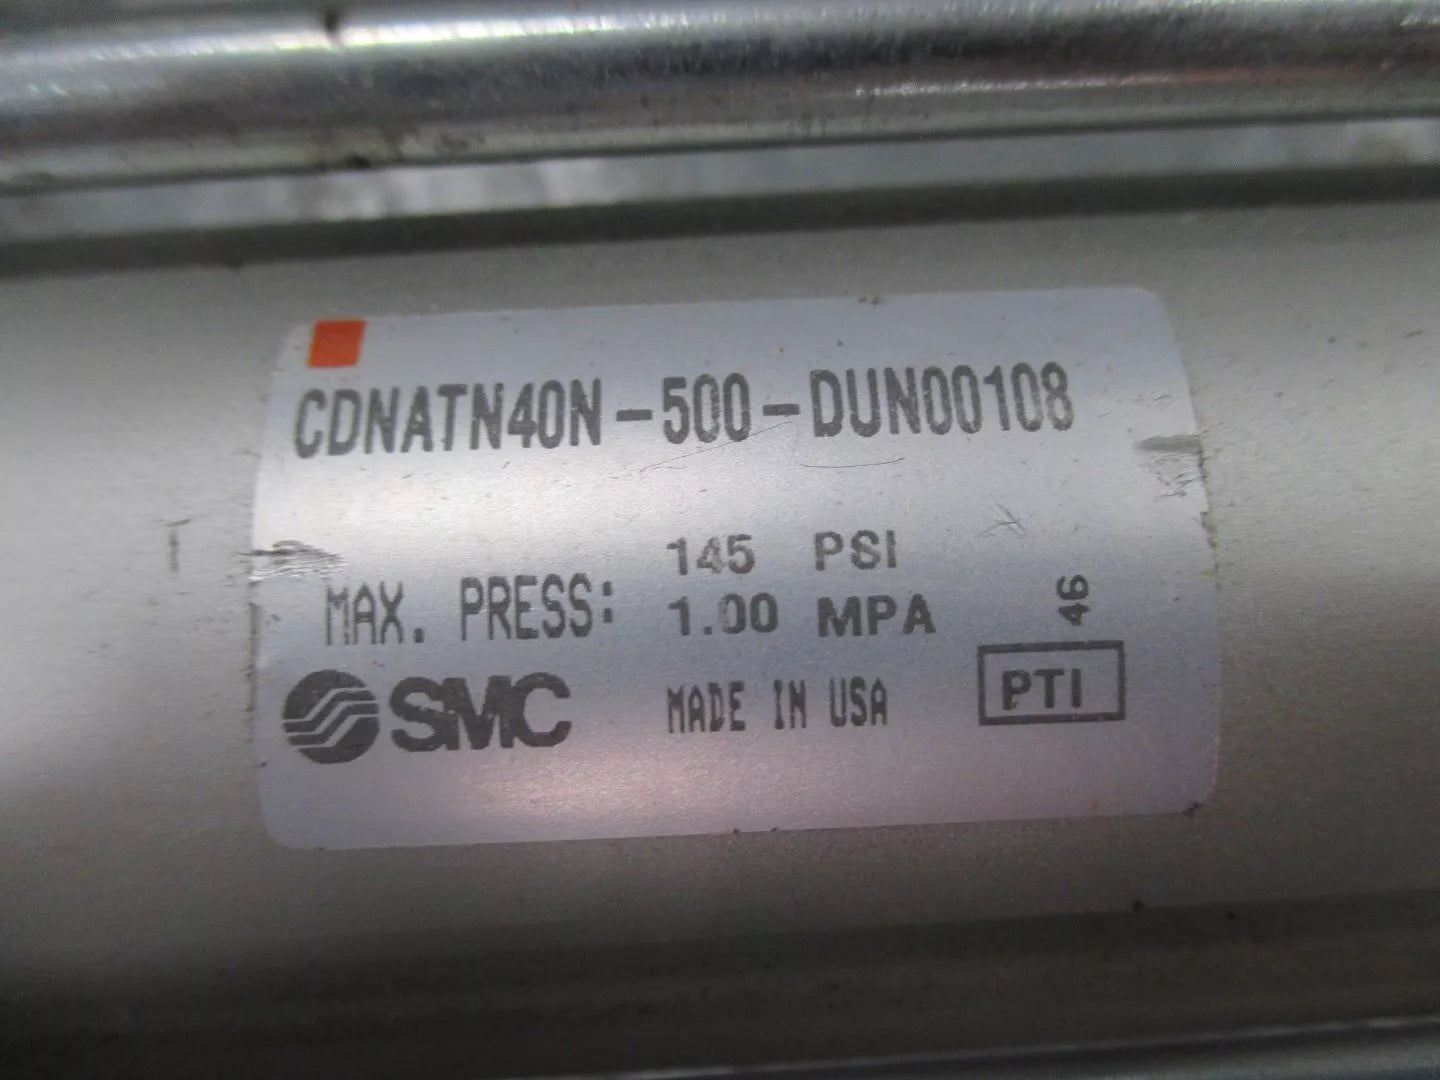 CDNATN40N-500-DUN00108
145 PSI
MAX. PRESS: 1.00 MPA
46
SMC MADE IN USA PTI